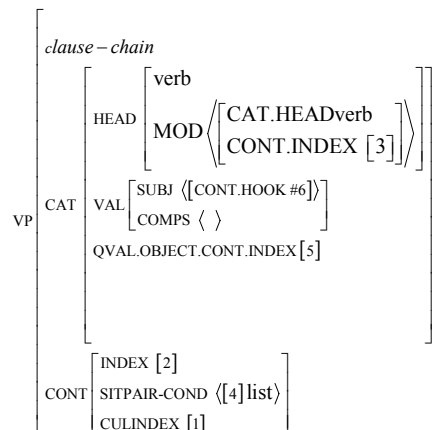 clause – chain
verb
HEAD
MOD ⟨[CAT.HEADverb
CONT.INDEX [3]]⟩
VP
CAT
VAL
SUBJ ⟨[CONT.HOOK #6]⟩
COMPS ⟨ ⟩
QVAL.OBJECT.CONT.INDEX[5]
INDEX [2]
CONT
SITPAIR-COND ⟨[4]list⟩
CULINDEX [1]